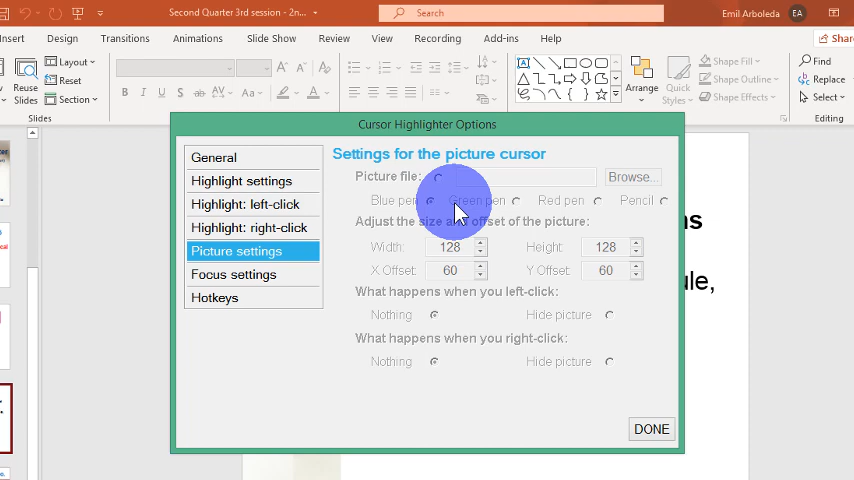 Second Quarter 3rd session - 2n...
Search
Emil Arboleda
EA
Insert Design Transitions Animations Slide Show Review View Recording Add-ins Help Share
Reuse Slides
Layout
Reset
Section
B I U S ab AV Aa A
Arrange
Quick Styles
Shape Fill
Shape Outline
Shape Effects
Find
Replace
Select
Editing
Cursor Highlighter Options
General
Highlight settings
Highlight: left-click
Highlight: right-click
Picture settings
Focus settings
Hotkeys
Settings for the picture cursor
Picture file: Browse...
Blue pen Green pen Red pen Pencil
Adjust the size and offset of the picture:
Width: 128 Height: 128
X Offset: 60 Y Offset: 60
What happens when you left-click:
Nothing Hide picture
What happens when you right-click:
Nothing Hide picture
DONE